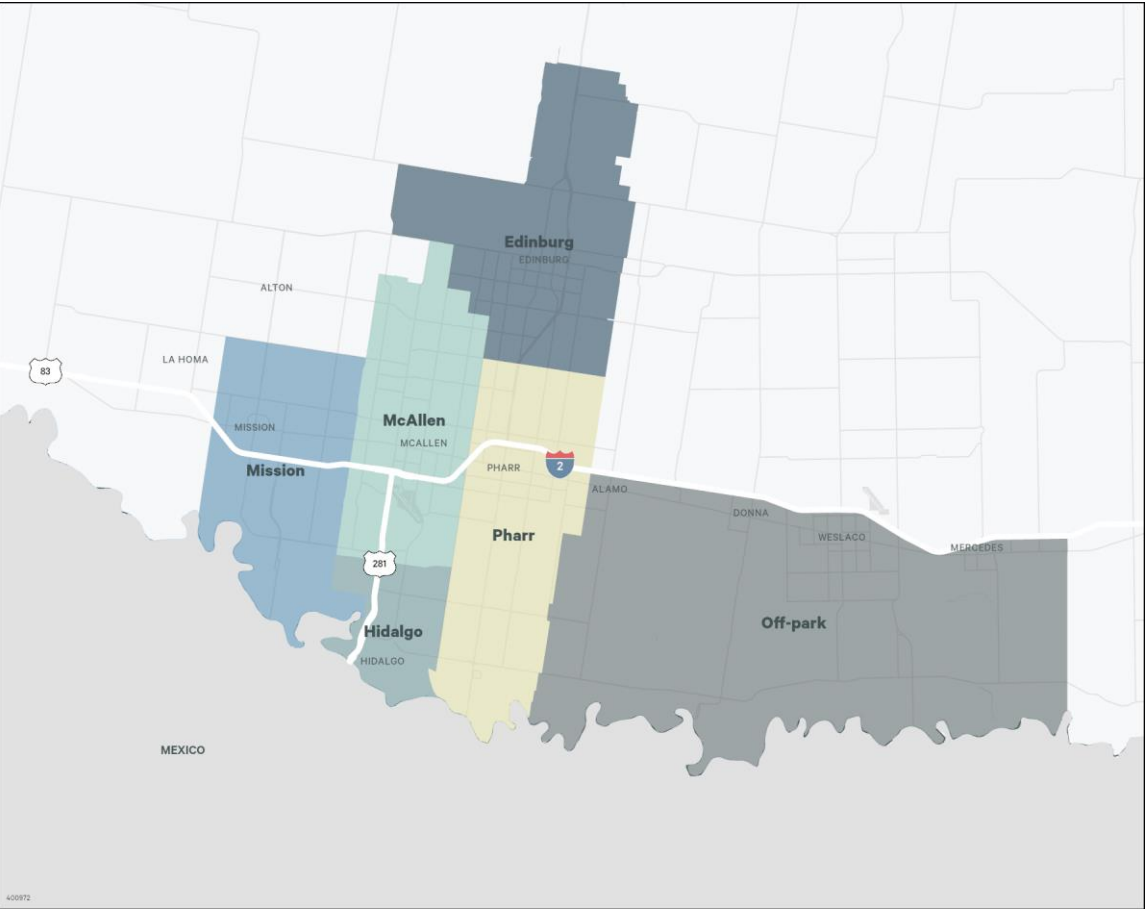 Edinburg
EDINBURG
ALTON
LA HOMA
83
McAllen
MISSION
MCALLEN
Mission
PHARR
2
ALAMO
DONNA
Pharr
WESLACO
MERCEDES
281
Off-park
Hidalgo
HIDALGO
MEXICO
400972